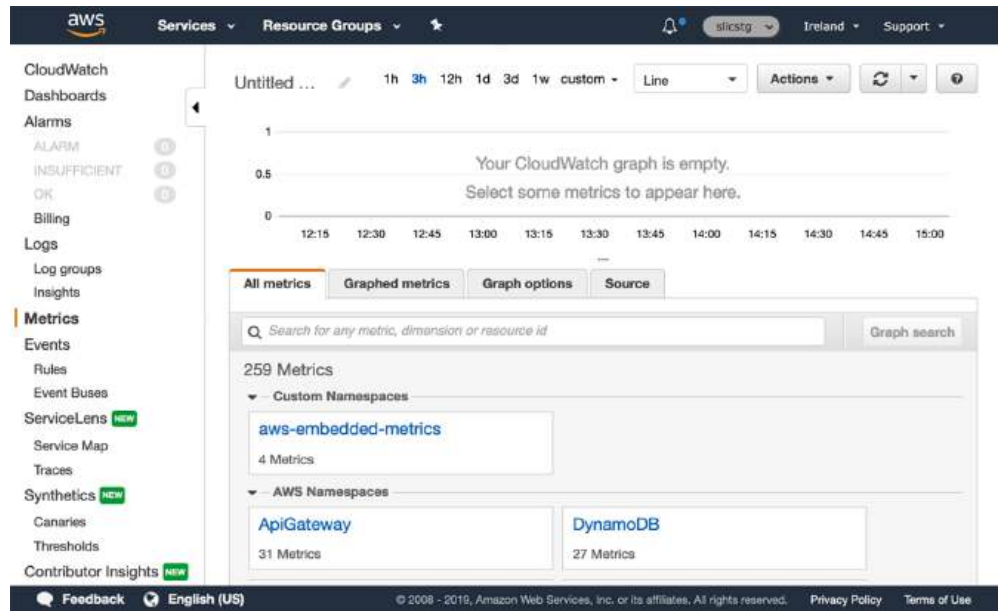 aws Services Resource Groups slicstg Ireland Support
CloudWatch
Dashboards
Alarms
ALARM 0
INSUFFICIENT 0
OK 0
Billing
Logs
Log groups
Insights
Metrics
Events
Rules
Event Buses
ServiceLens NEW
Service Map
Traces
Synthetics NEW
Canaries
Thresholds
Contributor Insights NEW
Untitled ... 1h 3h 12h 1d 3d 1w custom Line Actions
1
0.5
0
Your CloudWatch graph is empty.
Select some metrics to appear here.
12:15 12:30 12:45 13:00 13:15 13:30 13:45 14:00 14:15 14:30 14:45 15:00
All metrics Graphed metrics Graph options Source
Search for any metric, dimension or resource id Graph search
259 Metrics
Custom Namespaces
aws-embedded-metrics
4 Metrics
AWS Namespaces
ApiGateway DynamoDB
31 Metrics 27 Metrics
Feedback English (US) © 2008 - 2019, Amazon Web Services, Inc. or its affiliates. All rights reserved. Privacy Policy Terms of Use